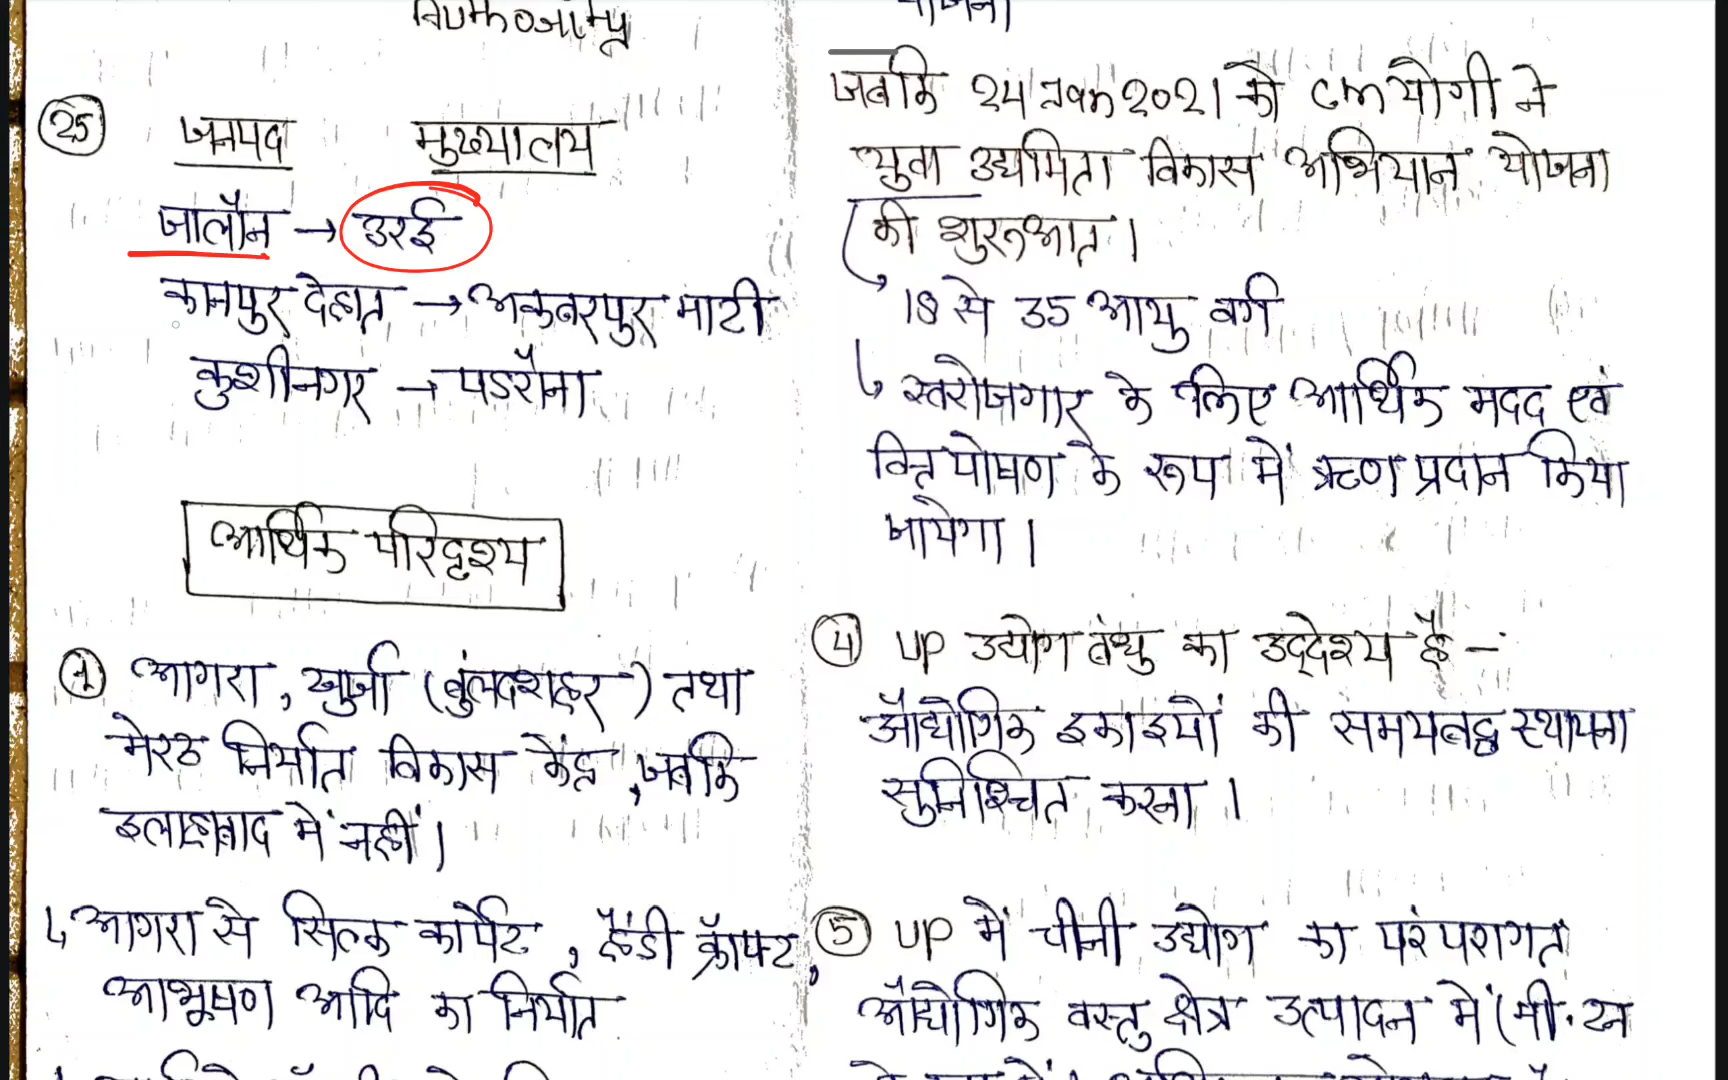 25 जनपद मुख्यालय
जालौन → उरई
कानपुर देहात → अकबरपुर माटी
कुशीनगर → पडरौना
आर्थिक परिदृश्य
1 आगरा, खुर्जा (बुंलदशहर) तथा
मेरठ निर्यात विकास केंद्र, जबकि
इलाहाबाद में नहीं।
↳ आगरा से सिल्क कार्पेट, हैंडी क्रॉफ्ट,
आभूषण आदि का निर्यात
जबकि 24 नवम्बर 2021 को CM योगी ने
युवा उद्यमिता विकास अभियान योजना
की शुरुआत।
↳ 18 से 35 आयु वर्ग
↳ स्वरोजगार के लिए आर्थिक मदद एवं
वित्त पोषण के रूप में ऋण प्रदान किया
जायेगा।
4 UP उद्योग बंधु का उद्देश्य है -
औद्योगिक इकाइयों की समयबद्ध स्थापना
सुनिश्चित करना।
5 UP में चीनी उद्योग का परंपरागत
औद्योगिक वस्तु क्षेत्र उत्पादन में (मी. टन